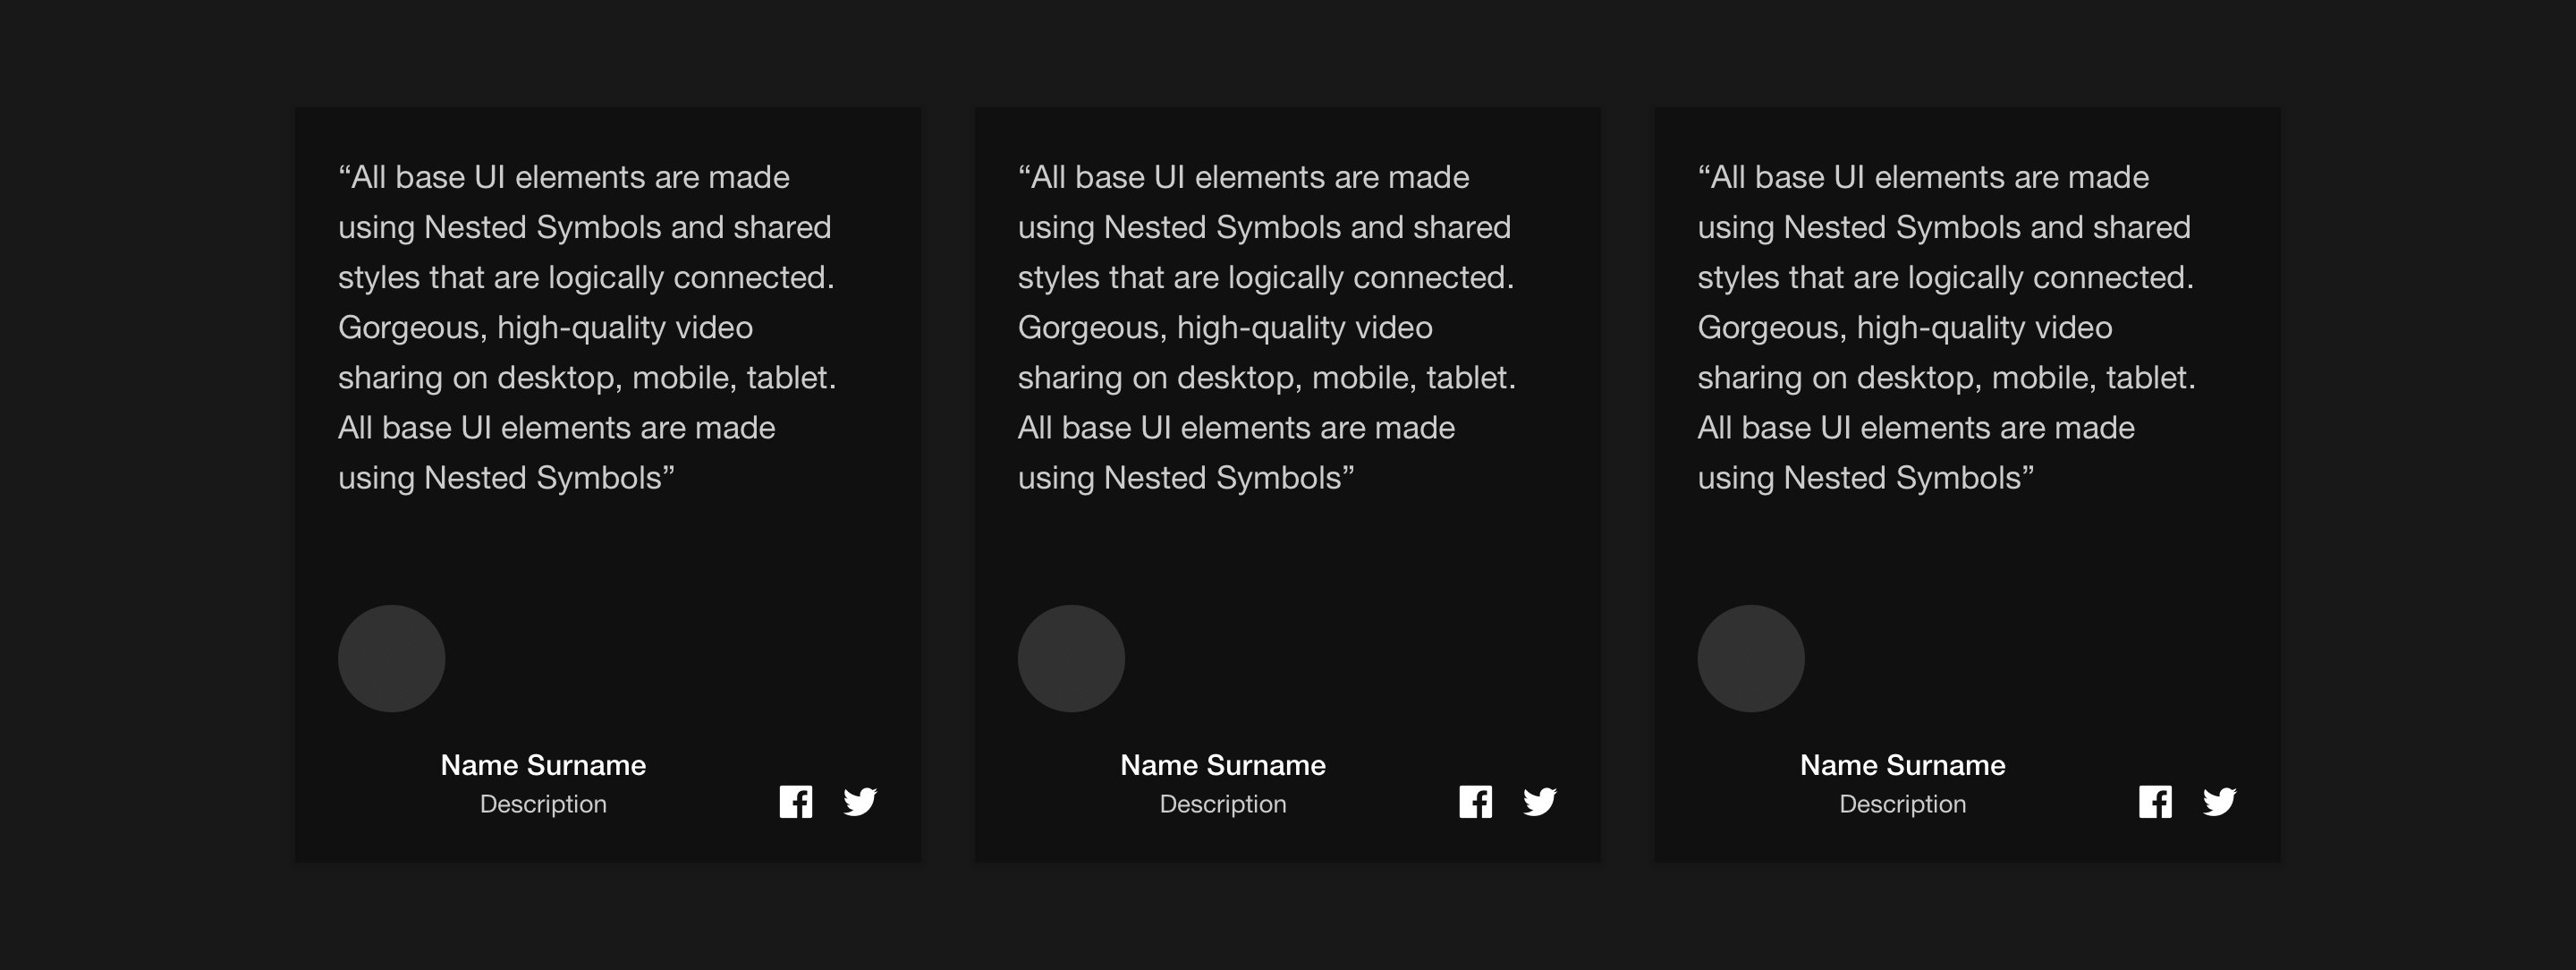 “All base UI elements are made
using Nested Symbols and shared
styles that are logically connected.
Gorgeous, high-quality video
sharing on desktop, mobile, tablet.
All base UI elements are made
using Nested Symbols”
Name Surname
Description
“All base UI elements are made
using Nested Symbols and shared
styles that are logically connected.
Gorgeous, high-quality video
sharing on desktop, mobile, tablet.
All base UI elements are made
using Nested Symbols”
Name Surname
Description
“All base UI elements are made
using Nested Symbols and shared
styles that are logically connected.
Gorgeous, high-quality video
sharing on desktop, mobile, tablet.
All base UI elements are made
using Nested Symbols”
Name Surname
Description